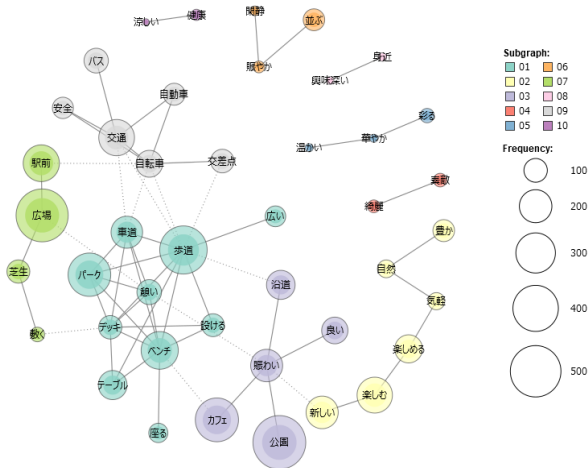 涼しい
健康
閑静
並ぶ
賑やか
身近
興味深い
バス
自動車
安全
交通
自転車
交差点
彩る
華やか
温かい
素敵
綺麗
駅前
広場
芝生
敷く
車道
歩道
広い
パーク
憩い
デッキ
ベンチ
設ける
テーブル
座る
沿道
良い
賑わい
カフェ
公園
豊か
自然
気軽
楽しめる
楽しむ
新しい
Subgraph:
01 06
02 07
03 08
04 09
05 10
Frequency:
100
200
300
400
500